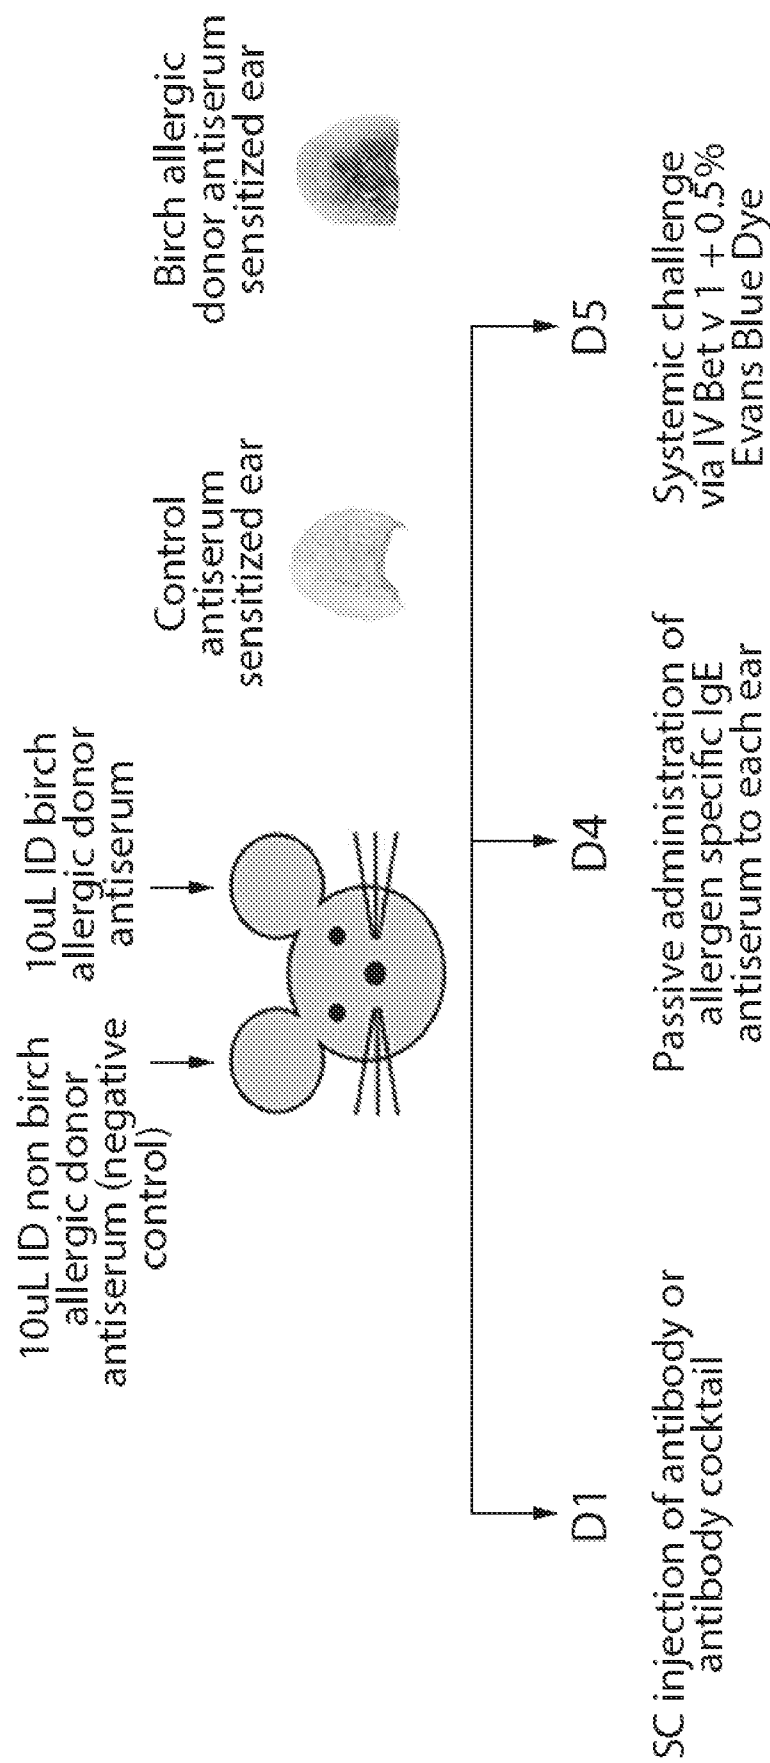 10uL ID non birch
allergic donor
antiserum (negative
control)
10uL ID birch
allergic donor
antiserum
Control
antiserum
sensitized ear
Birch allergic
donor antiserum
sensitized ear
D1
D4
D5
SC injection of antibody or
antibody cocktail
Passive administration of
allergen specific IgE
antiserum to each ear
Systemic challenge
via IV Bet v 1 + 0.5%
Evans Blue Dye